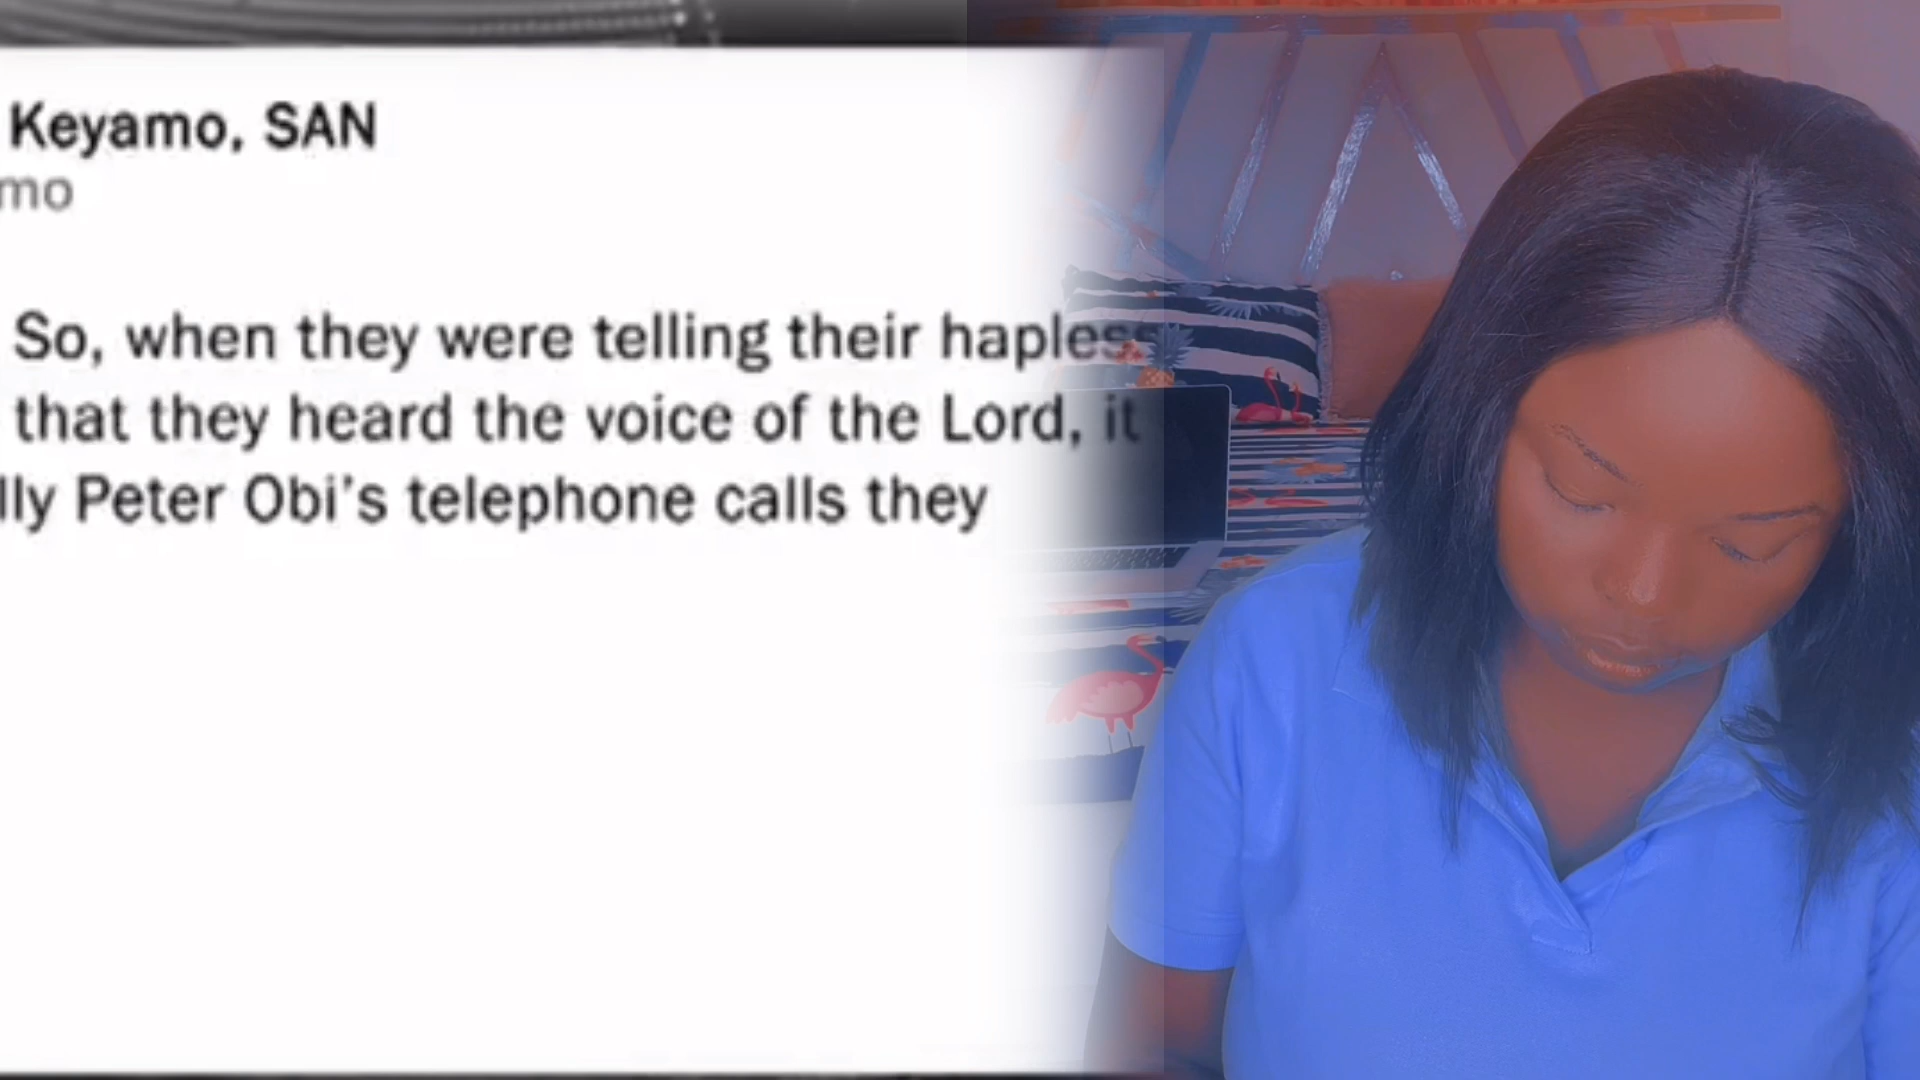 Keyamo, SAN
mo
So, when they were telling their hapless
that they heard the voice of the Lord, it
lly Peter Obi's telephone calls they